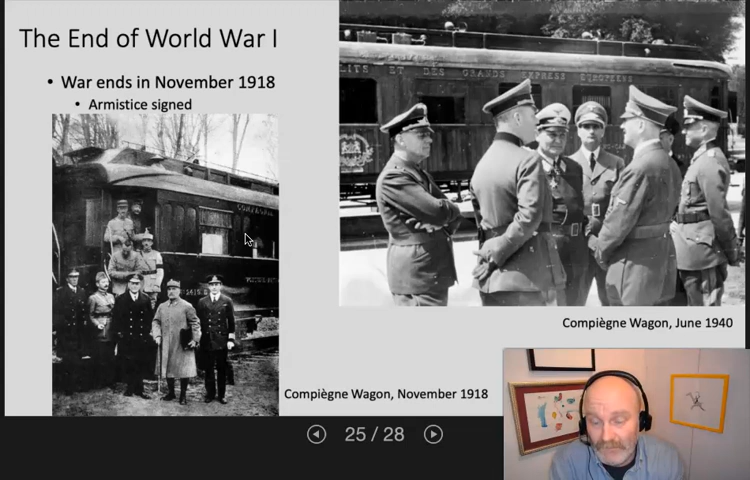 The End of World War I
• War ends in November 1918
• Armistice signed
LITS ET DES GRANDS EXPRESS EUROPÉENS
Compiègne Wagon, June 1940
Compiègne Wagon, November 1918
25 / 28